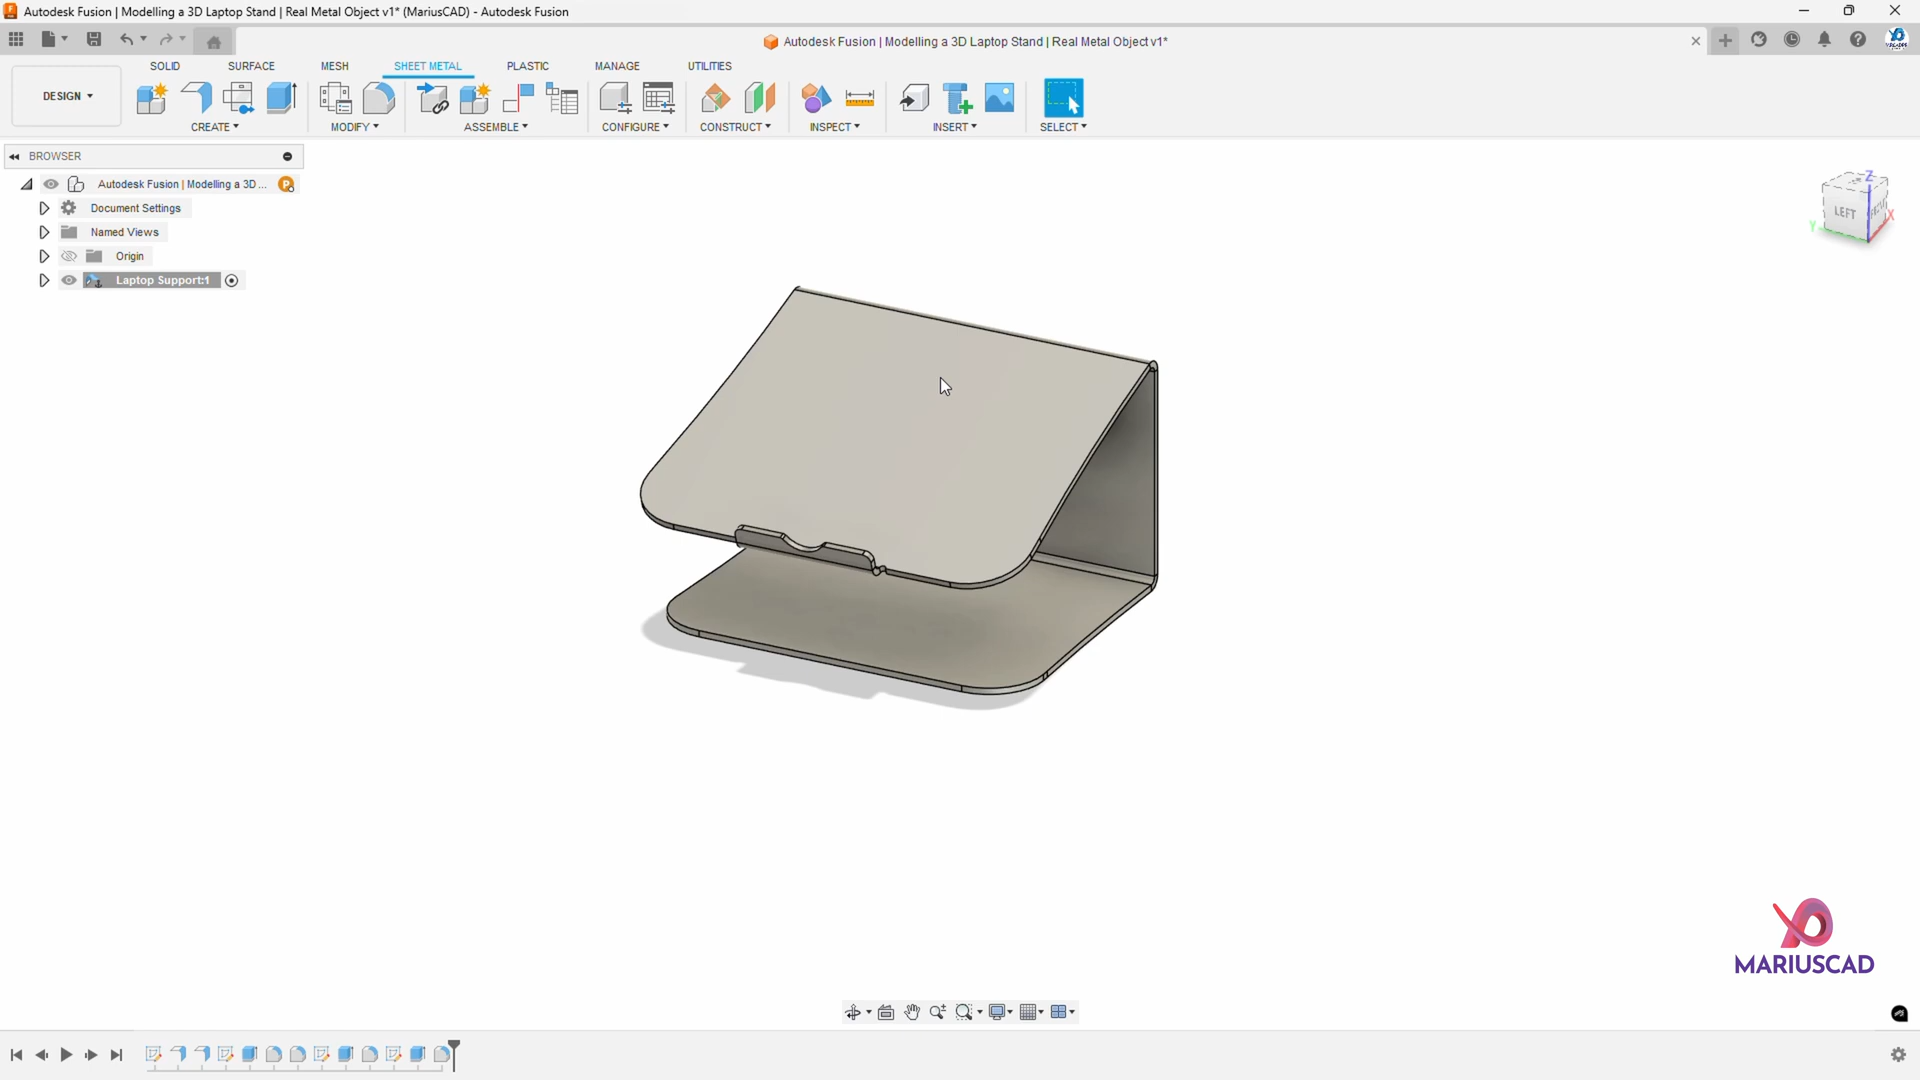 Autodesk Fusion | Modelling a 3D Laptop Stand | Real Metal Object v1* (MariusCAD) - Autodesk Fusion
Autodesk Fusion | Modelling a 3D Laptop Stand | Real Metal Object v1*
DESIGN
SOLID
SURFACE
MESH
SHEET METAL
PLASTIC
MANAGE
UTILITIES
CREATE
MODIFY
ASSEMBLE
CONFIGURE
CONSTRUCT
INSPECT
INSERT
SELECT
BROWSER
Autodesk Fusion | Modelling a 3D ...
P
Document Settings
Named Views
Origin
Laptop Support:1
Z
LEFT
X
Y
MARIUSCAD